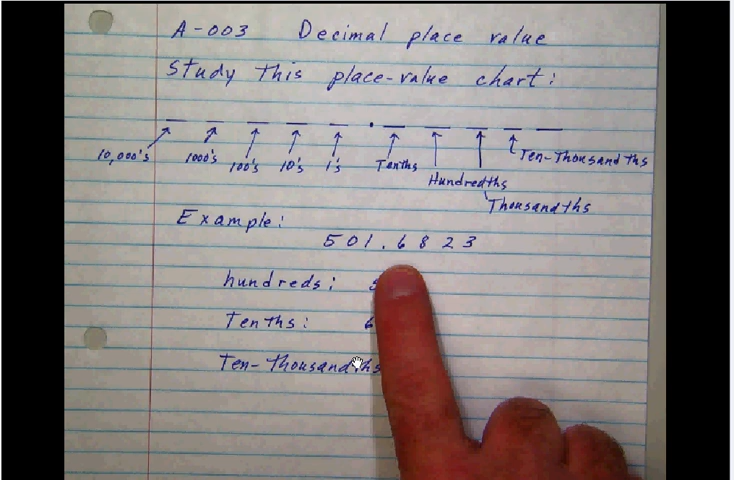 A-003 Decimal place value
Study this place-value chart:
10,000's 1000's 100's 10's 1's . Tenths Hundredths Thousandths Ten-Thousandths
Example:
501.6823
hundreds: 5
Tenths: 6
Ten-Thousandths